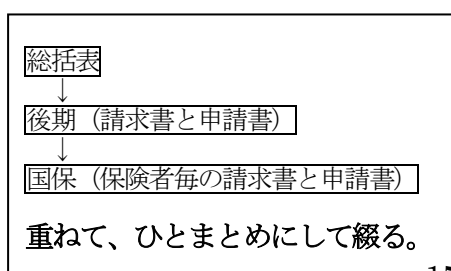 総括表
↓
後期（請求書と申請書）
↓
国保（保険者毎の請求書と申請書）
重ねて、ひとまとめにして綴る。